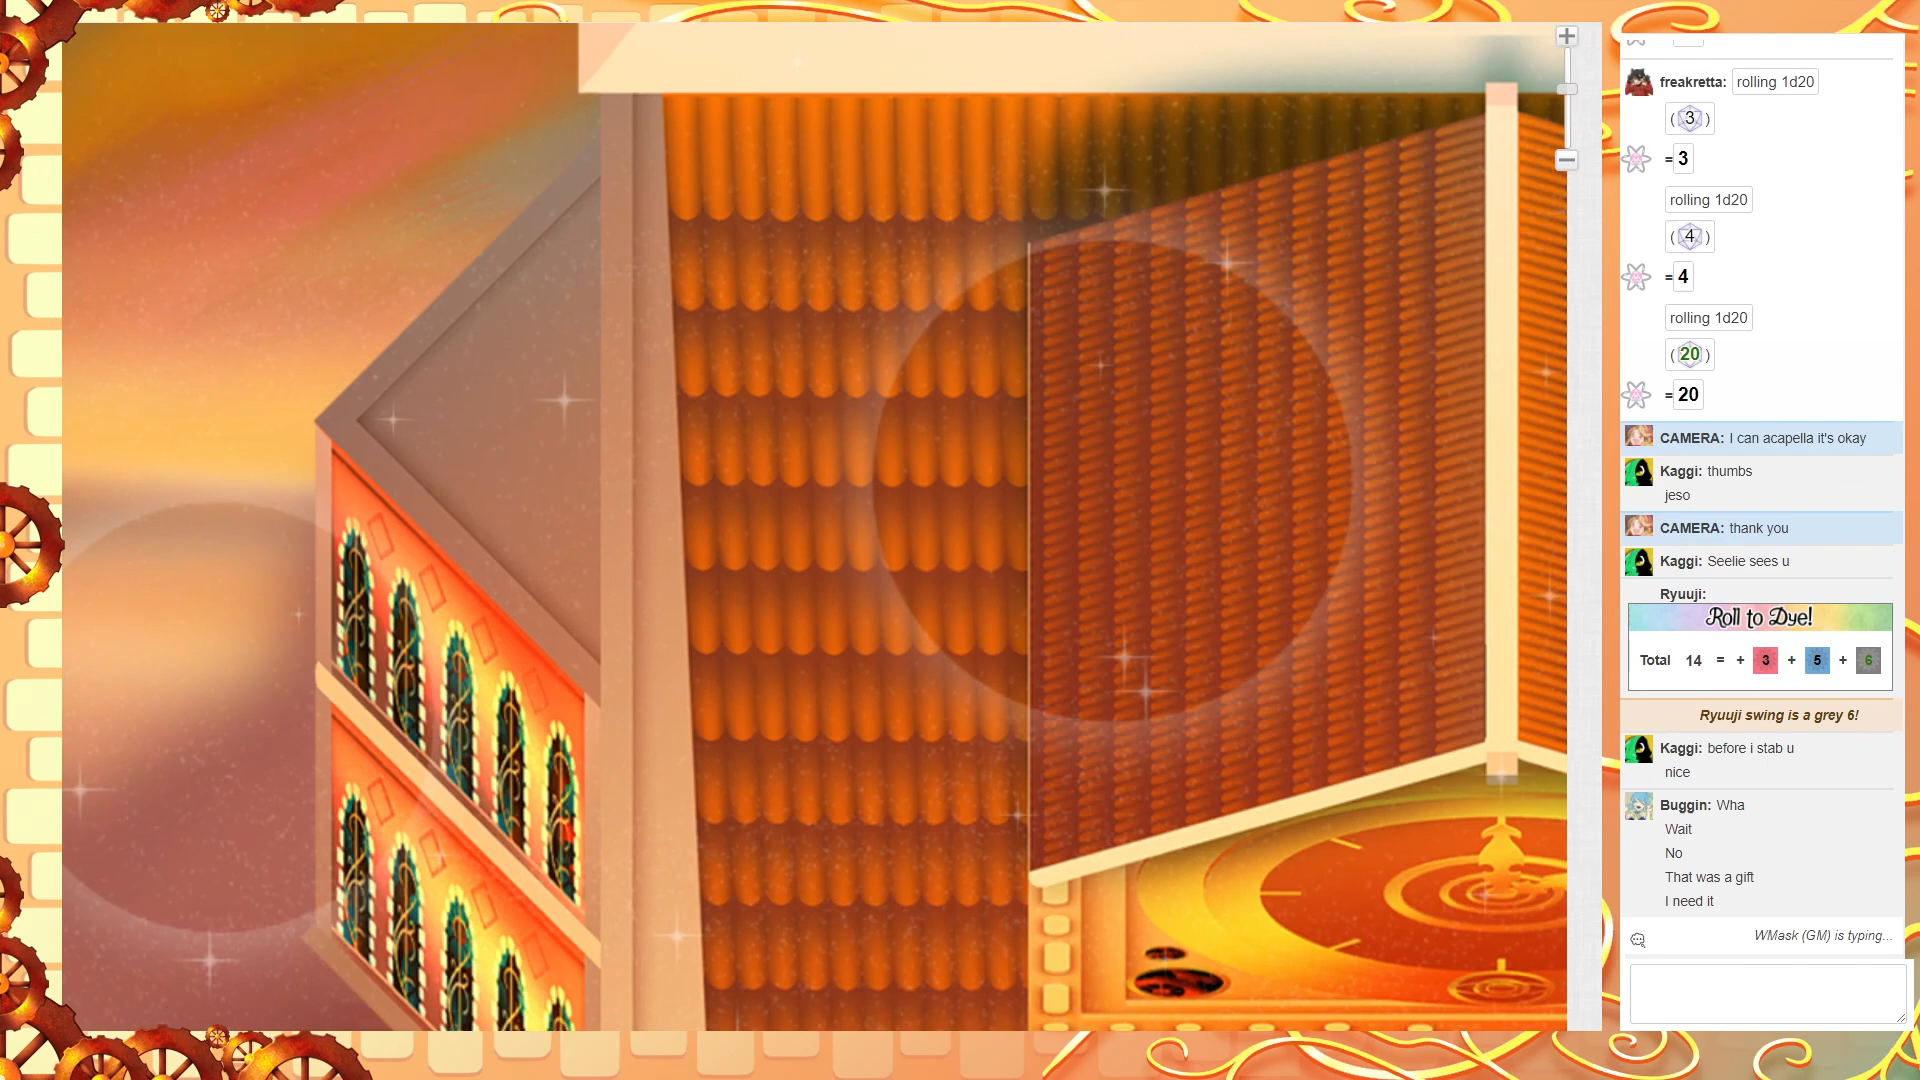 freakretta: rolling 1d20
(3)
=3
rolling 1d20
(4)
=4
rolling 1d20
(20)
=20
CAMERA: I can acapella it's okay
Kaggi: thumbs
jeso
CAMERA: thank you
Kaggi: Seelie sees u
Ryuuji:
Roll to Dye!
Total 14 = + 3 + 5 + 6
Ryuuji swing is a grey 6!
Kaggi: before i stab u
nice
Buggin: Wha
Wait
No
That was a gift
I need it
WMask (GM) is typing...